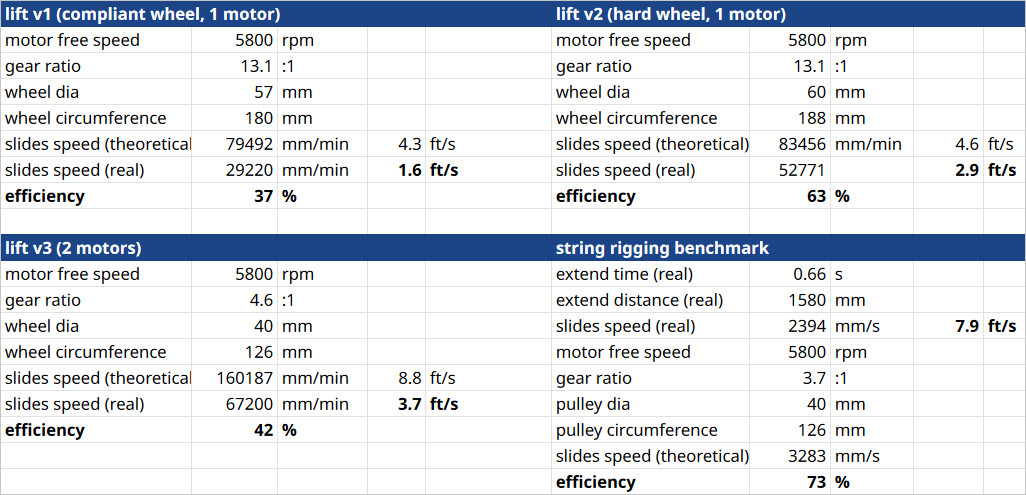 lift v1 (compliant wheel, 1 motor)
motor free speed 5800 rpm
gear ratio 13.1 :1
wheel dia 57 mm
wheel circumference 180 mm
slides speed (theoretical 79492 mm/min 4.3 ft/s
slides speed (real) 29220 mm/min 1.6 ft/s
efficiency 37 %
lift v2 (hard wheel, 1 motor)
motor free speed 5800 rpm
gear ratio 13.1 :1
wheel dia 60 mm
wheel circumference 188 mm
slides speed (theoretical) 83456 mm/min 4.6 ft/s
slides speed (real) 52771 2.9 ft/s
efficiency 63 %
lift v3 (2 motors)
motor free speed 5800 rpm
gear ratio 4.6 :1
wheel dia 40 mm
wheel circumference 126 mm
slides speed (theoretical 160187 mm/min 8.8 ft/s
slides speed (real) 67200 mm/min 3.7 ft/s
efficiency 42 %
string rigging benchmark
extend time (real) 0.66 s
extend distance (real) 1580 mm
slides speed (real) 2394 mm/s 7.9 ft/s
motor free speed 5800 rpm
gear ratio 3.7 :1
pulley dia 40 mm
pulley circumference 126 mm
slides speed (theoretical) 3283 mm/s
efficiency 73 %